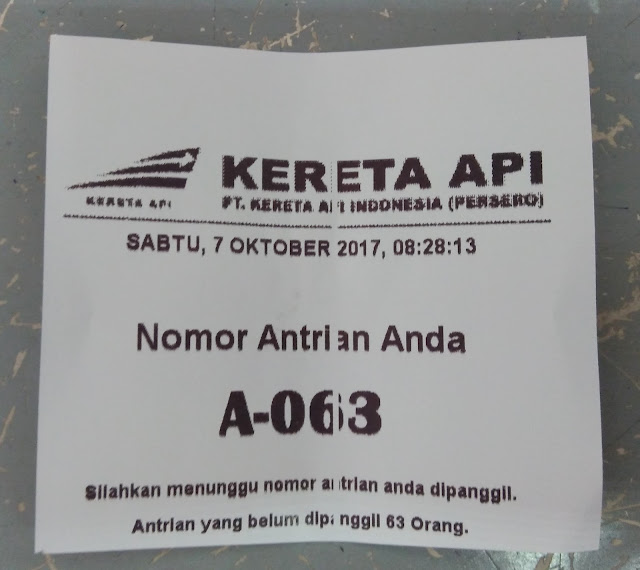 KERETA API
KERETA API
PT. KERETA API INDONESIA (PERSERO)
SABTU, 7 OKTOBER 2017, 08:28:13
Nomor Antrian Anda
A-063
Silahkan menunggu nomor antrian anda dipanggil.
Antrian yang belum dipanggil 63 Orang.